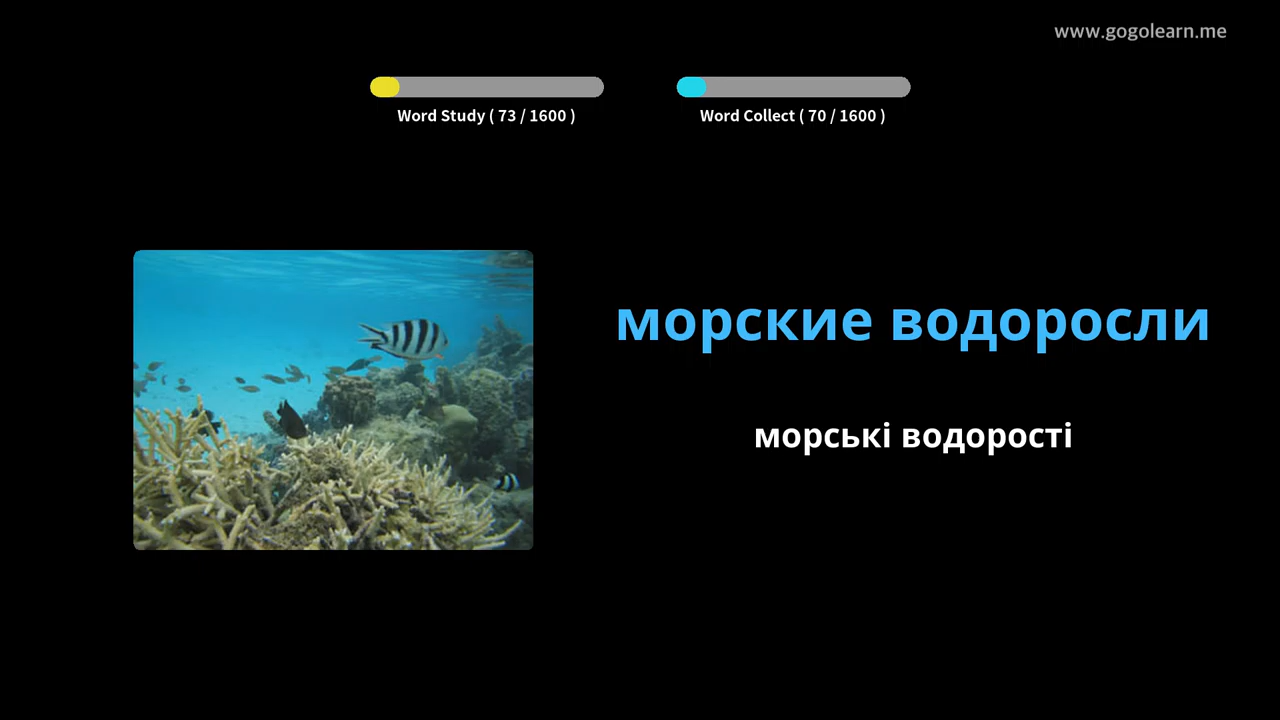 www.gogolearn.me
Word Study ( 73 / 1600 )
Word Collect ( 70 / 1600 )
морские водоросли
морські водорості